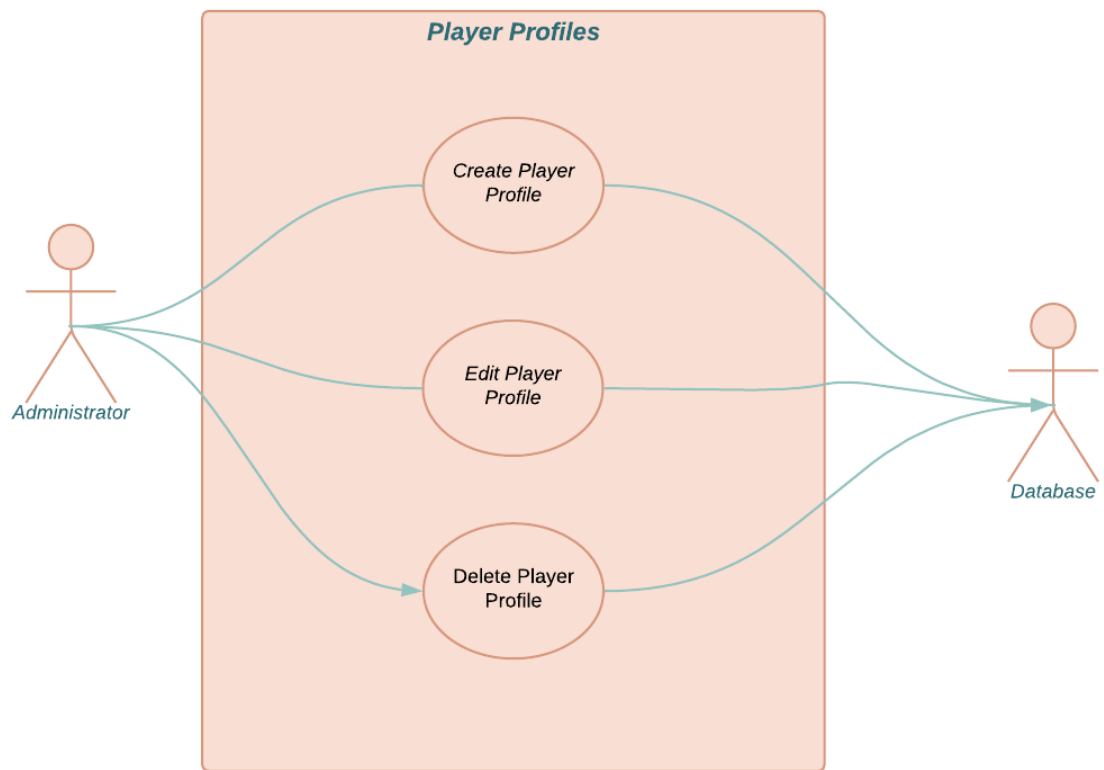 Player Profiles
Create Player
Profile
Administrator
Edit Player
Profile
Database
Delete Player
Profile